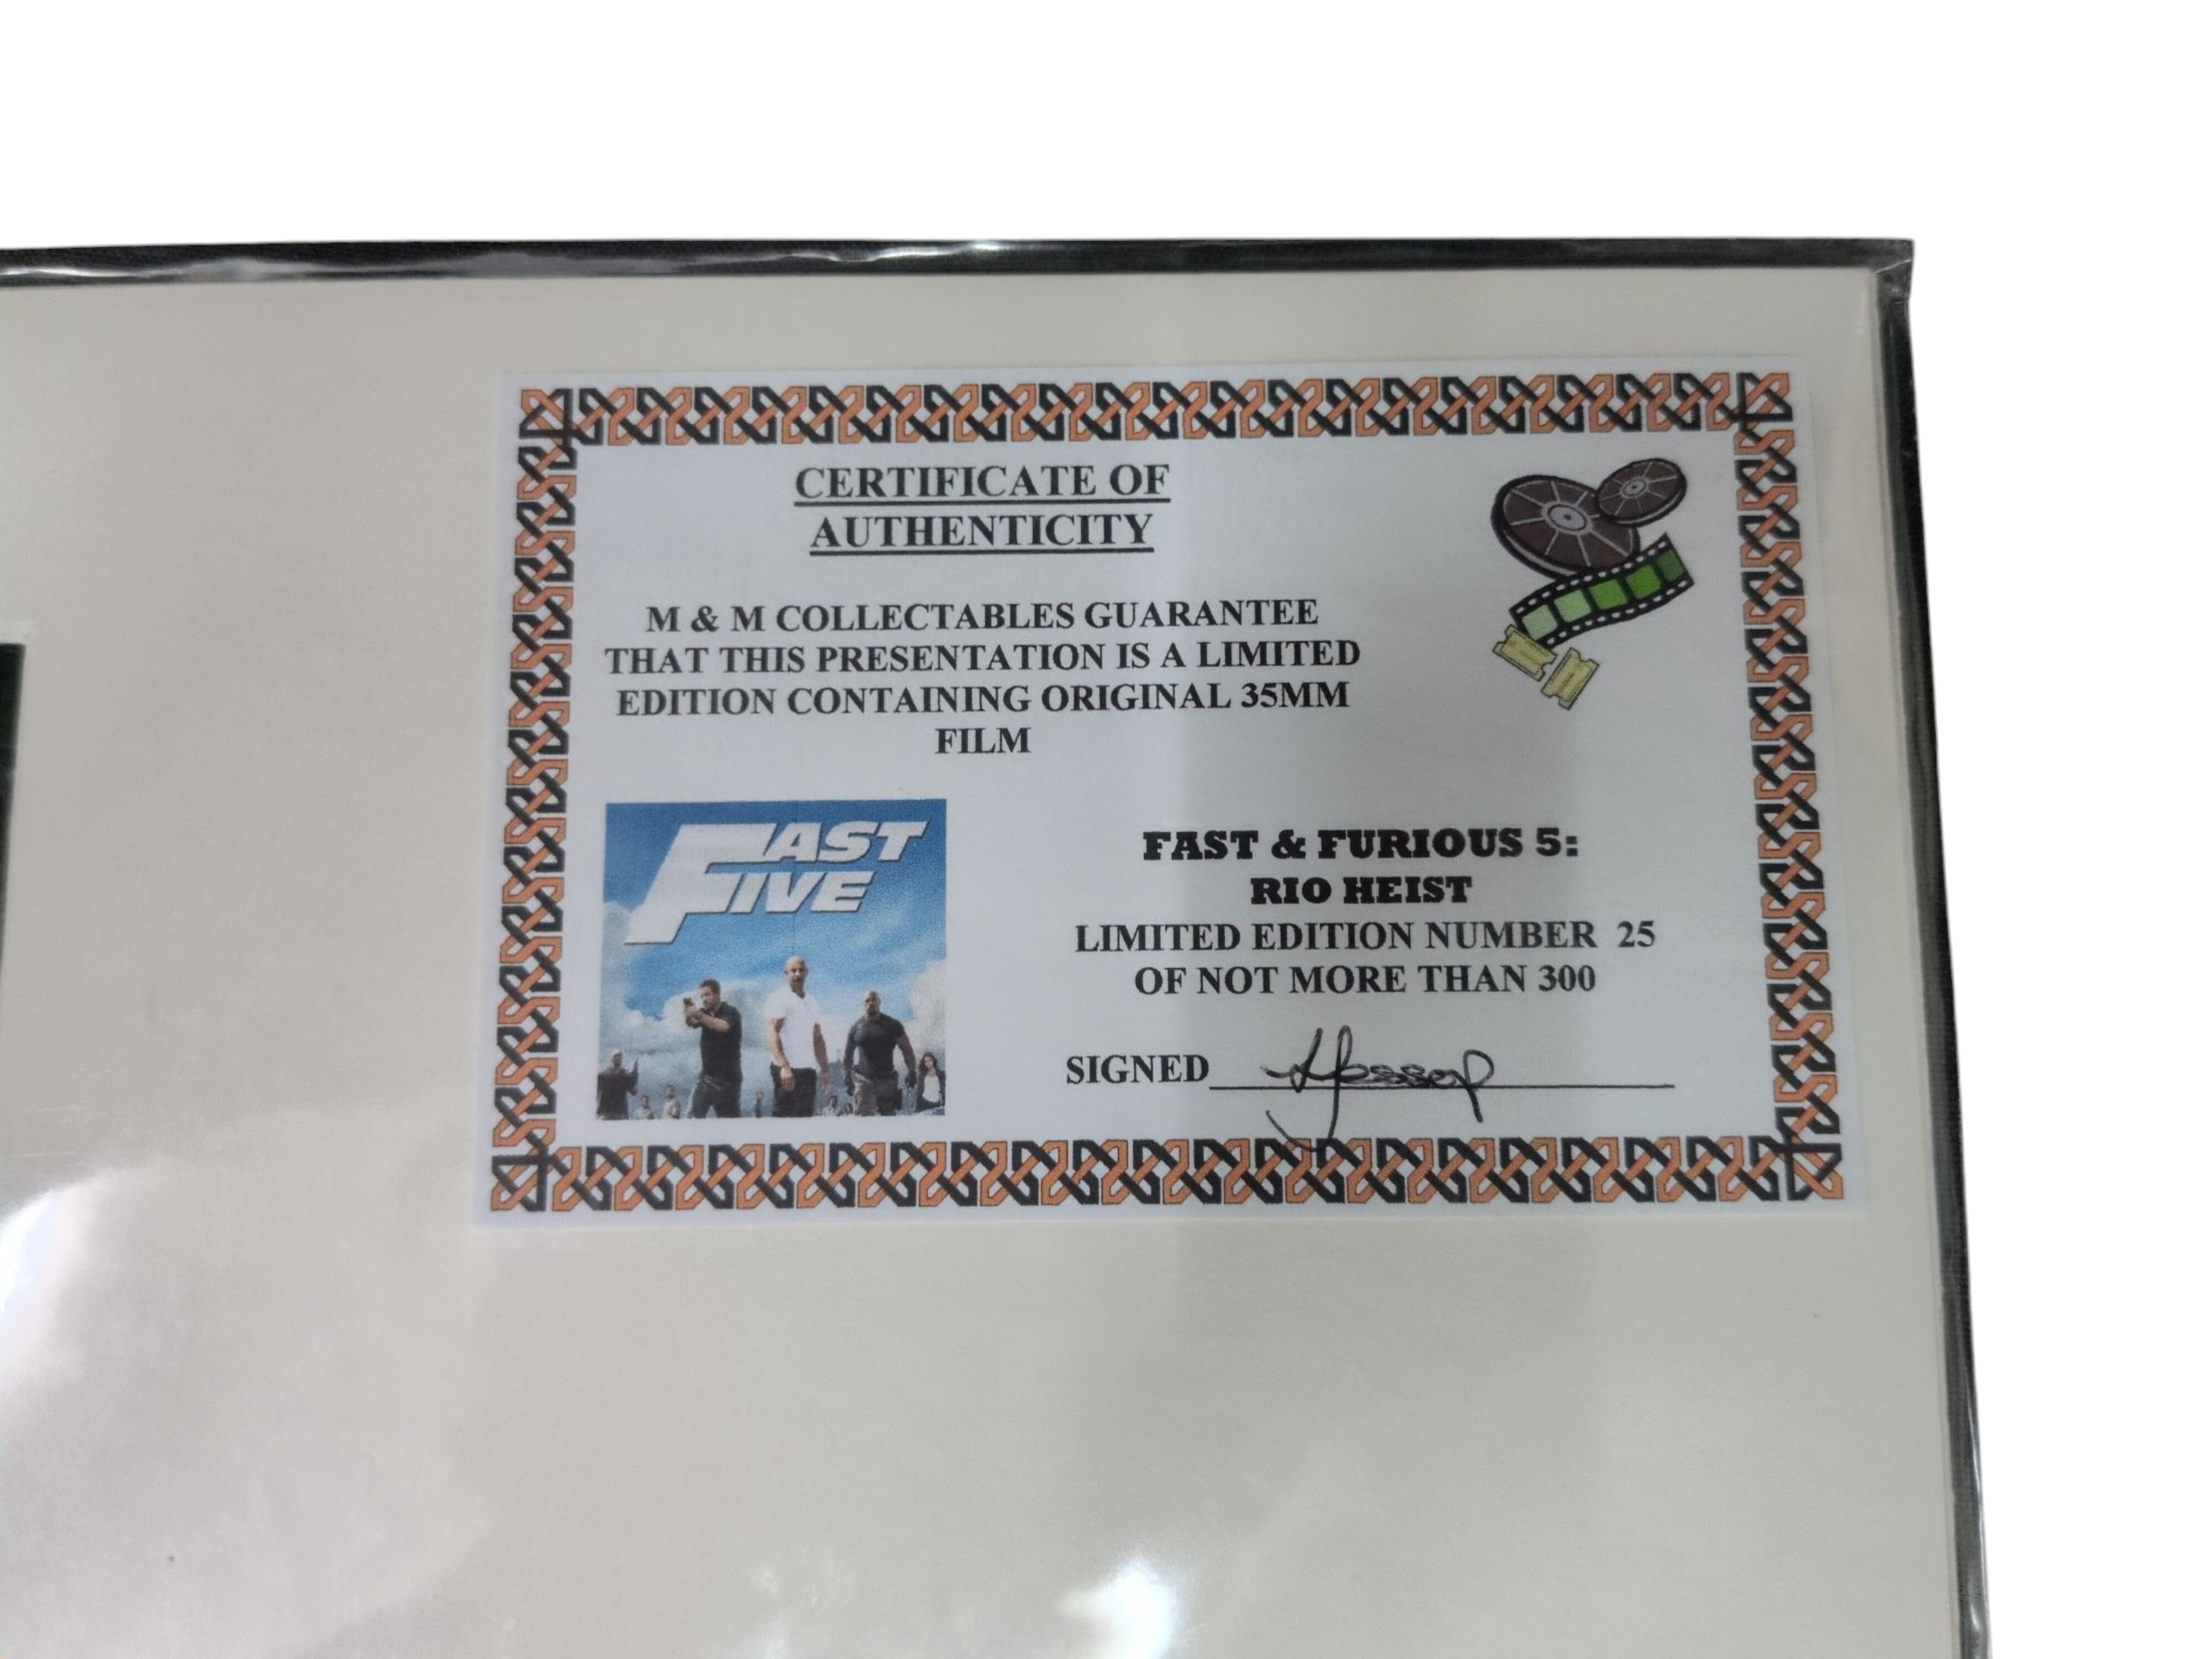 CERTIFICATE OF
AUTHENTICITY
M & M COLLECTABLES GUARANTEE
THAT THIS PRESENTATION IS A LIMITED
EDITION CONTAINING ORIGINAL 35MM
FILM
FAST
FIVE
FAST & FURIOUS 5:
RIO HEIST
LIMITED EDITION NUMBER 25
OF NOT MORE THAN 300
SIGNED